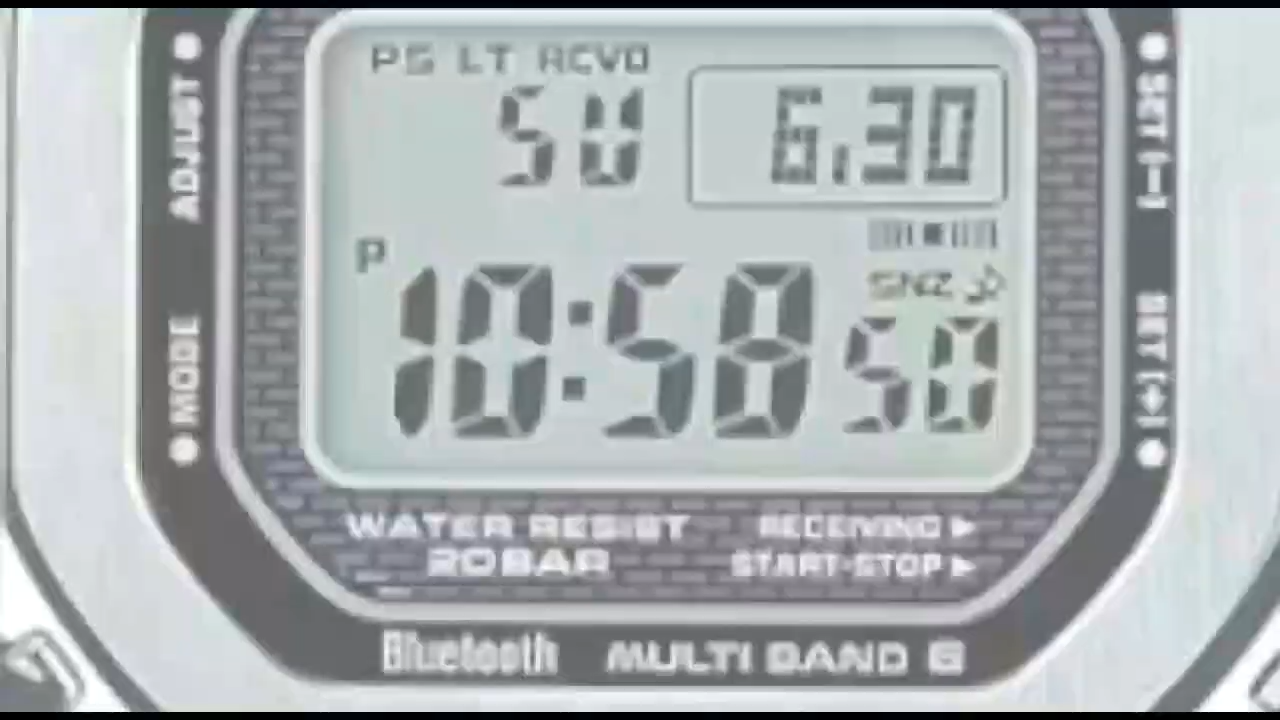 ADJUST
MODE
PS LT RCVD
SU 6.30
P 10:58 50
SNZ
SET [—]
SET [+]
WATER RESIST
20BAR
RECEIVING ▶
START-STOP ▶
Bluetooth MULTI BAND 6